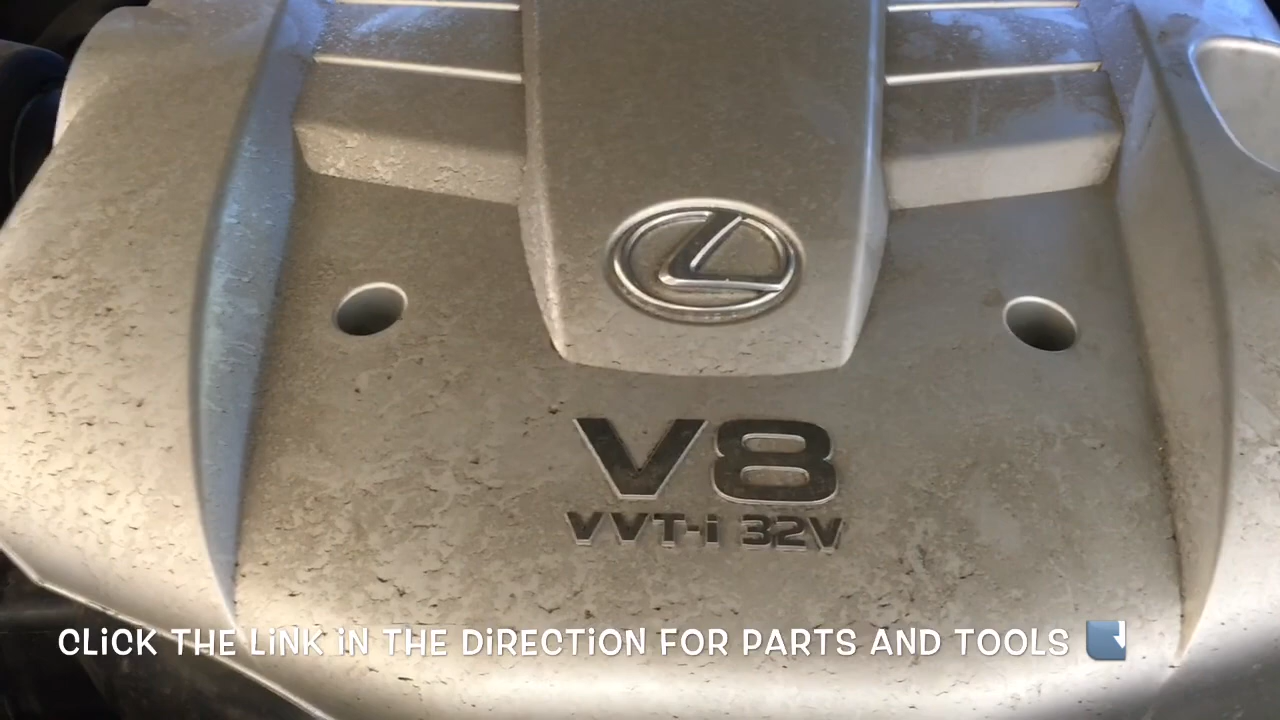 V8
VVT-i 32V
CLiCK THE LiNK iN THE DiRECTiON FOR PARTS AND TOOLS